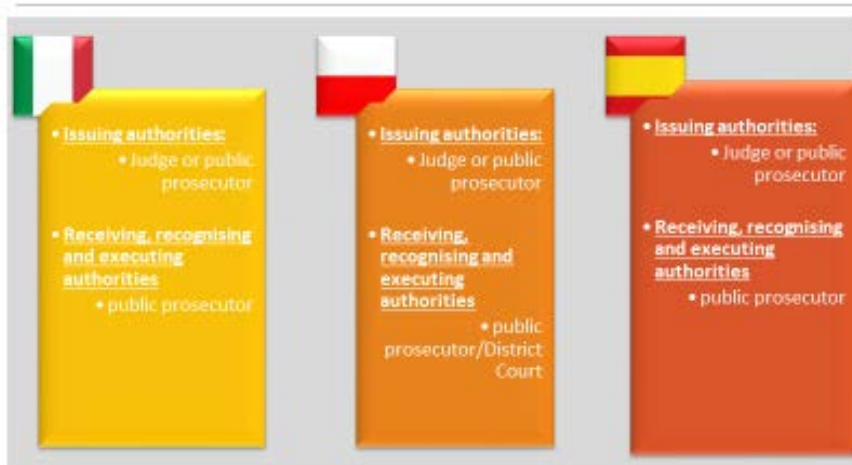 • Issuing authorities:
• Judge or public
prosecutor
• Receiving, recognising
and executing
authorities
• public prosecutor
• Issuing authorities:
• Judge or public
prosecutor
• Receiving,
recognising and
executing
authorities
• public
prosecutor/District
Court
• Issuing authorities:
• Judge or public
prosecutor
• Receiving, recognising
and executing
authorities
• public prosecutor